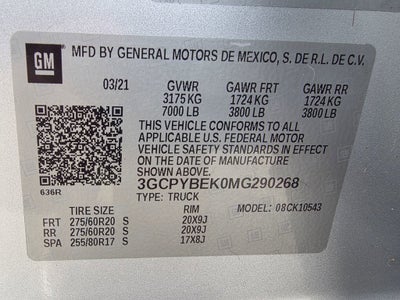 GM MFD BY GENERAL MOTORS DE MEXICO, S. DE R.L. DE C.V.
03/21 GVWR GAWR FRT GAWR RR
3175 KG 1724 KG 1724 KG
7000 LB 3800 LB 3800 LB
THIS VEHICLE CONFORMS TO ALL APPLICABLE U.S. FEDERAL MOTOR
VEHICLE SAFETY STANDARDS IN EFFECT ON THE DATE OF MANUFACTURE
SHOWN ABOVE.
636R 3GCPYBEK0MG290268
TYPE: TRUCK
TIRE SIZE RIM 08CK10543
FRT 275/60R20 S 20X9J
RR 275/60R20 S 20X9J
SPA 255/80R17 S 17X8J